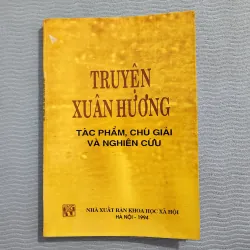 TRUYỆN
XUÂN HƯƠNG
TÁC PHẨM, CHÚ GIẢI
VÀ NGHIÊN CỨU
NHÀ XUẤT BẢN KHOA HỌC XÃ HỘI
HÀ NỘI - 1994